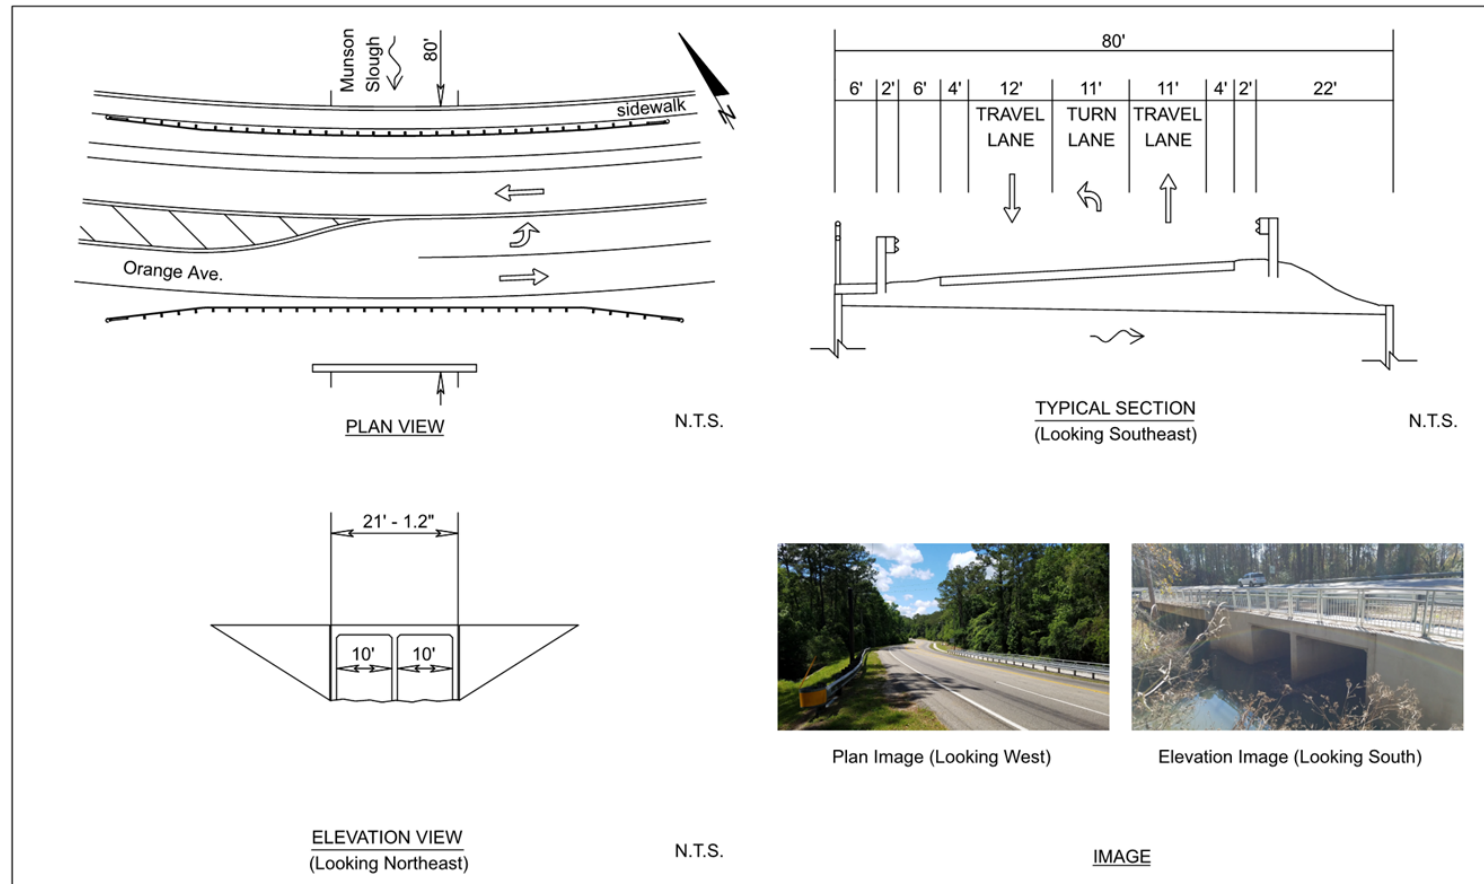 Munson
Slough
80'
sidewalk
N
Orange Ave.
PLAN VIEW
N.T.S.
80'
6' 2' 6' 4' 12' 11' 11' 4' 2' 22'
TRAVEL LANE
TURN LANE
TRAVEL LANE
TYPICAL SECTION
(Looking Southeast)
N.T.S.
21' - 1.2"
10' 10'
ELEVATION VIEW
(Looking Northeast)
N.T.S.
Plan Image (Looking West)
Elevation Image (Looking South)
IMAGE